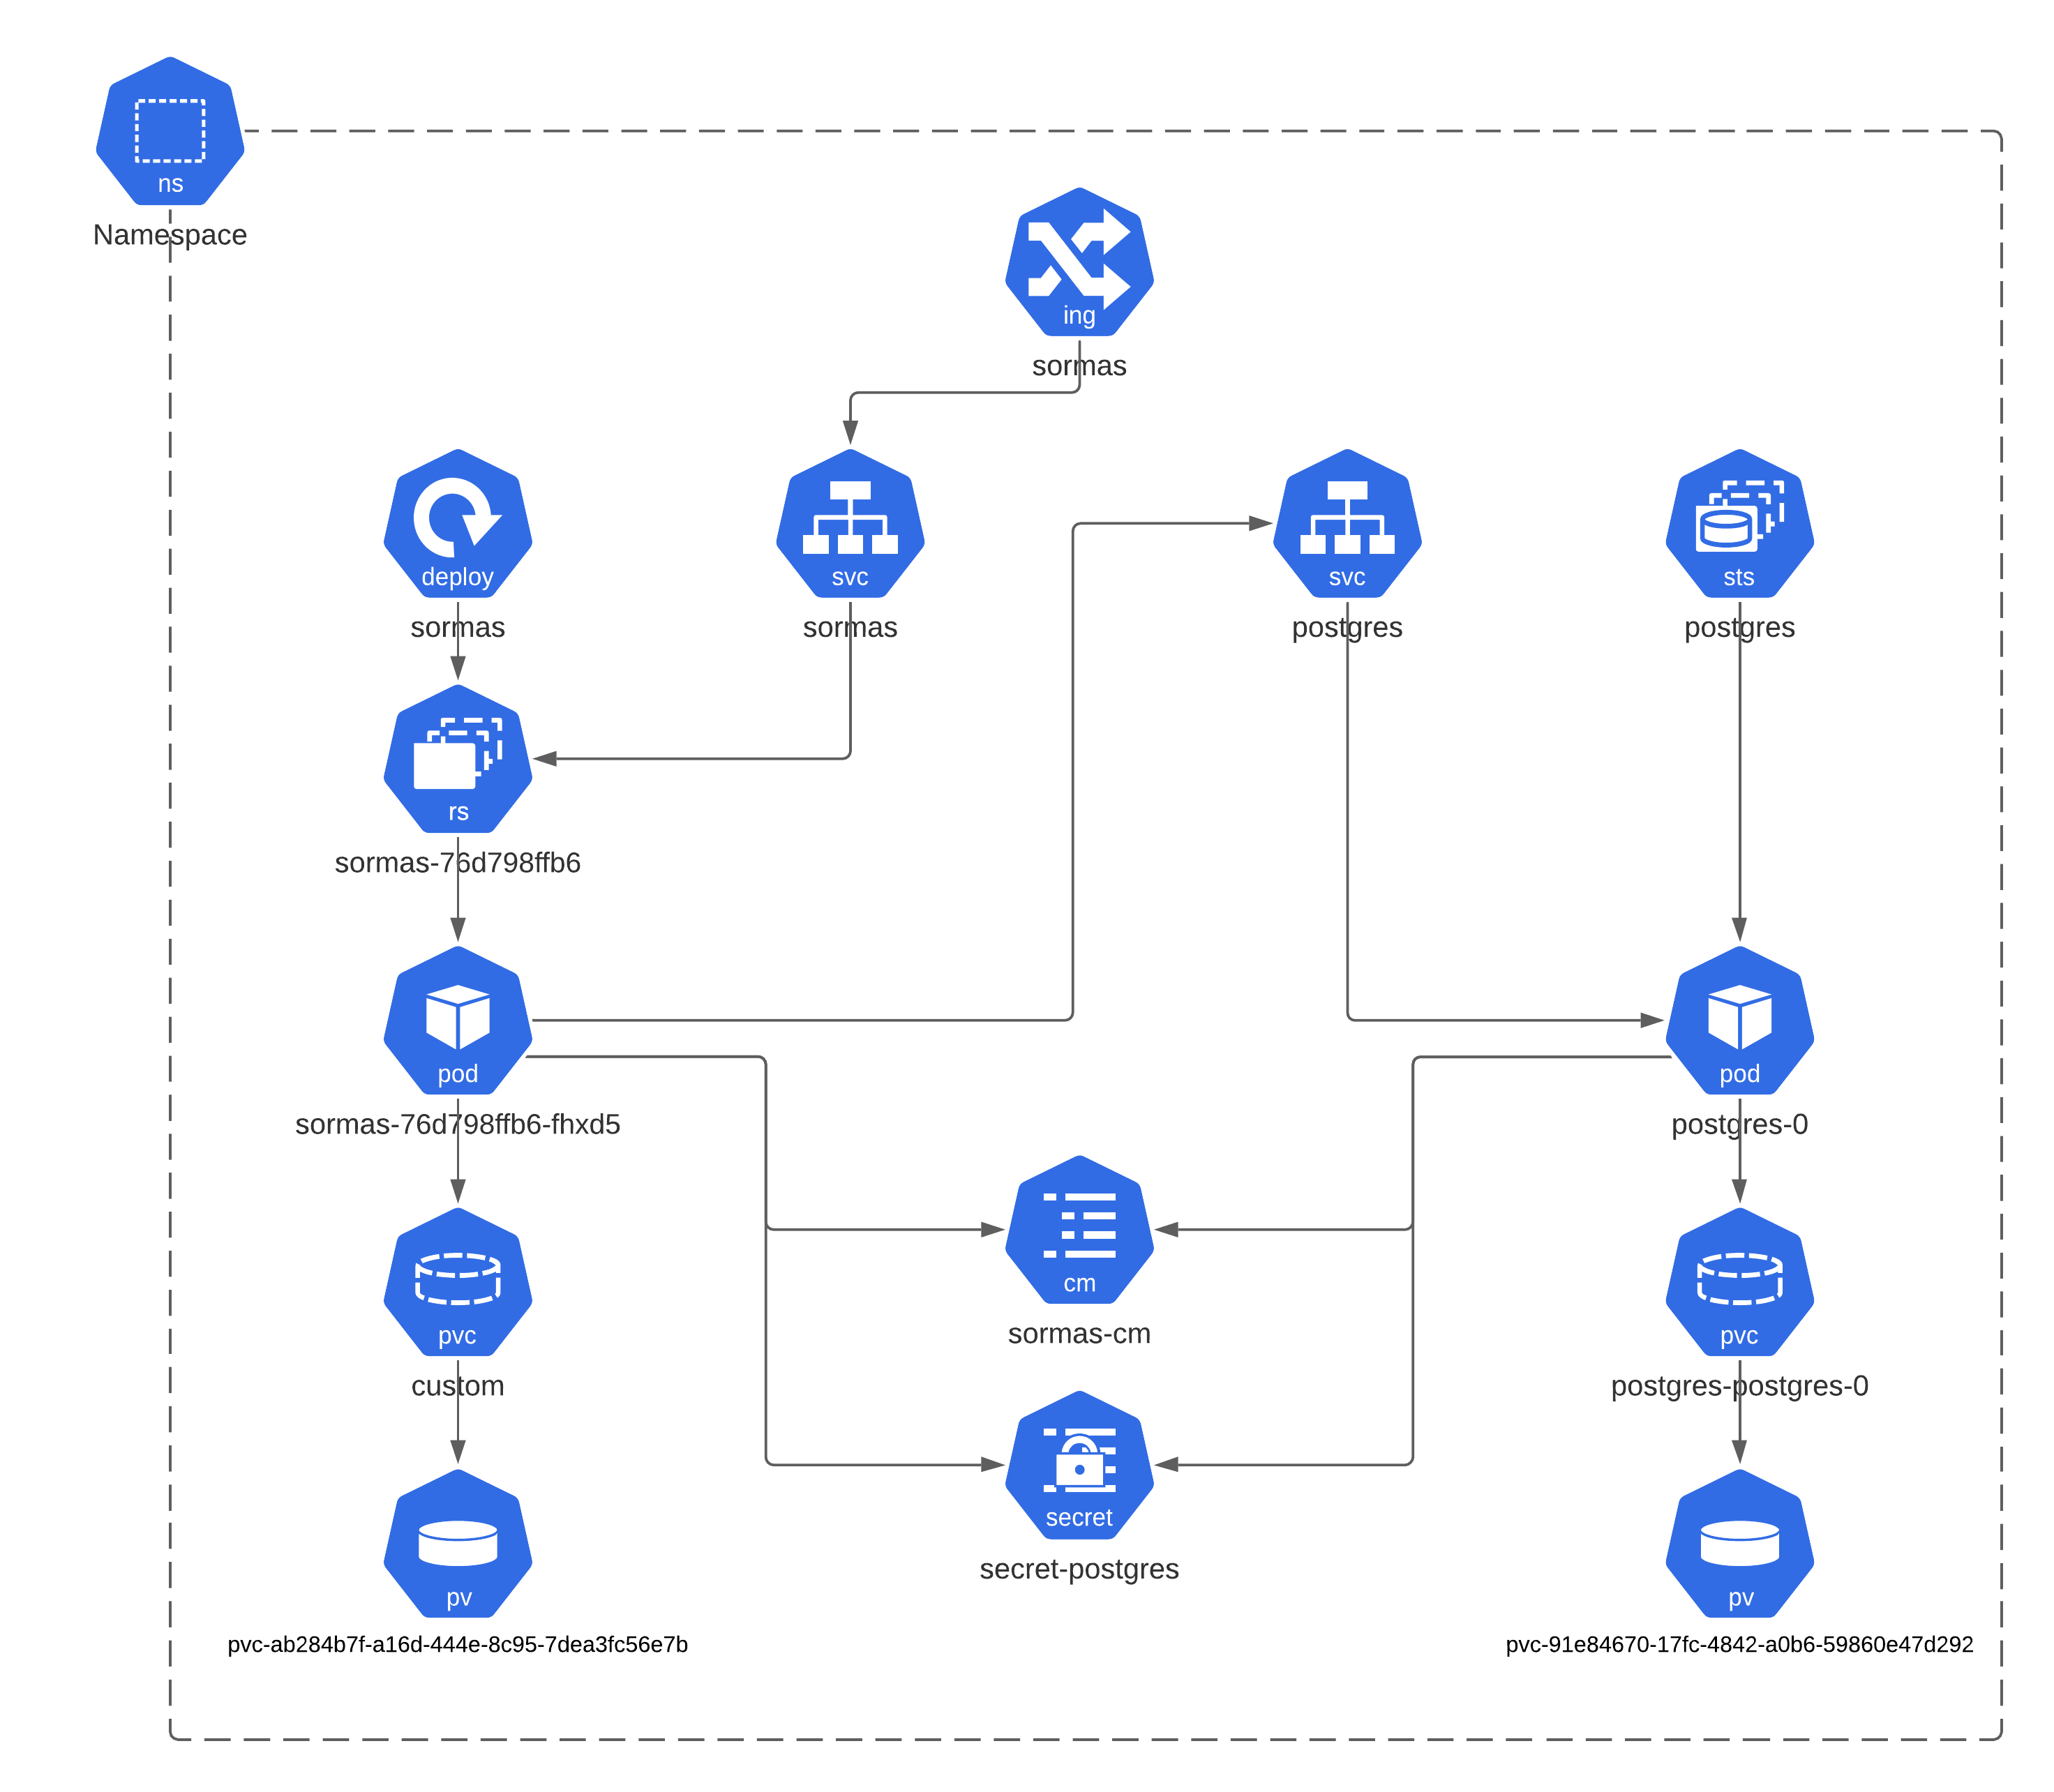 ns
Namespace
ing
sormas
deploy
sormas
svc
sormas
svc
postgres
sts
postgres
rs
sormas-76d798ffb6
pod
sormas-76d798ffb6-fhxd5
pod
postgres-0
cm
sormas-cm
pvc
custom
pvc
postgres-postgres-0
secret
secret-postgres
pv
pvc-ab284b7f-a16d-444e-8c95-7dea3fc56e7b
pv
pvc-91e84670-17fc-4842-a0b6-59860e47d292